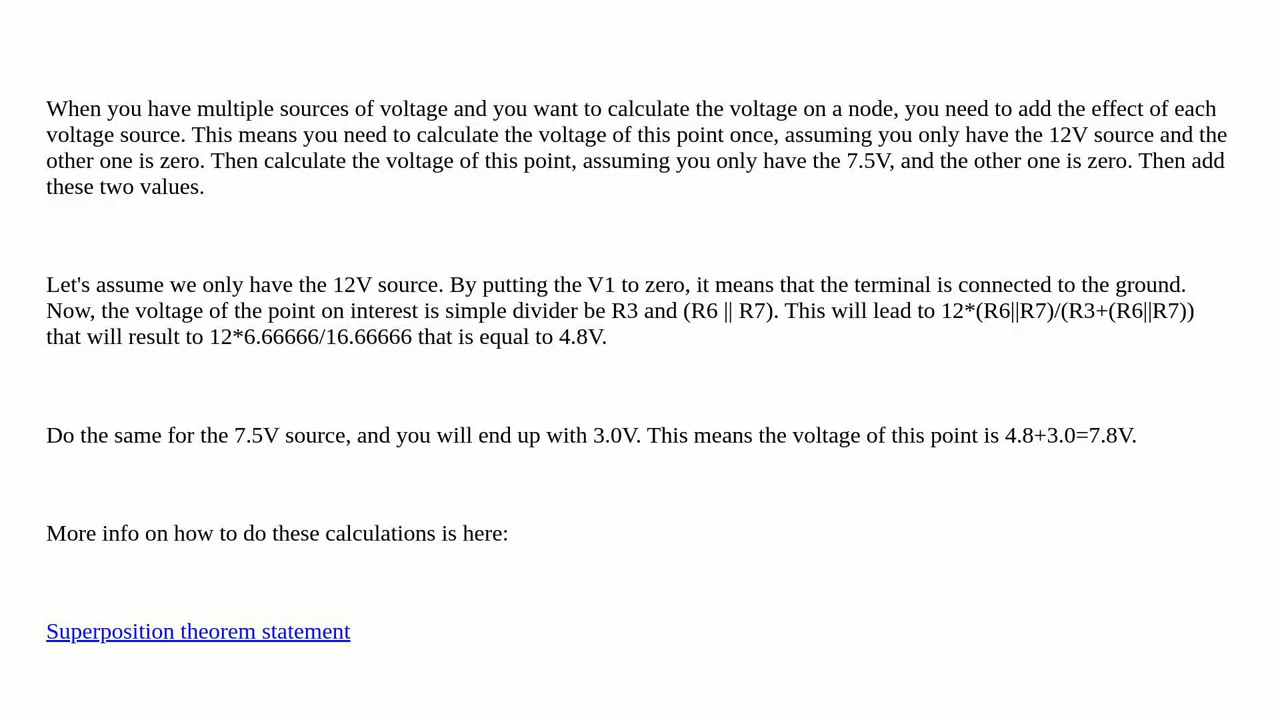 When you have multiple sources of voltage and you want to calculate the voltage on a node, you need to add the effect of each
voltage source. This means you need to calculate the voltage of this point once, assuming you only have the 12V source and the
other one is zero. Then calculate the voltage of this point, assuming you only have the 7.5V, and the other one is zero. Then add
these two values.
Let's assume we only have the 12V source. By putting the V1 to zero, it means that the terminal is connected to the ground.
Now, the voltage of the point on interest is simple divider be R3 and (R6 || R7). This will lead to 12*(R6||R7)/(R3+(R6||R7))
that will result to 12*6.66666/16.66666 that is equal to 4.8V.
Do the same for the 7.5V source, and you will end up with 3.0V. This means the voltage of this point is 4.8+3.0=7.8V.
More info on how to do these calculations is here:
Superposition theorem statement